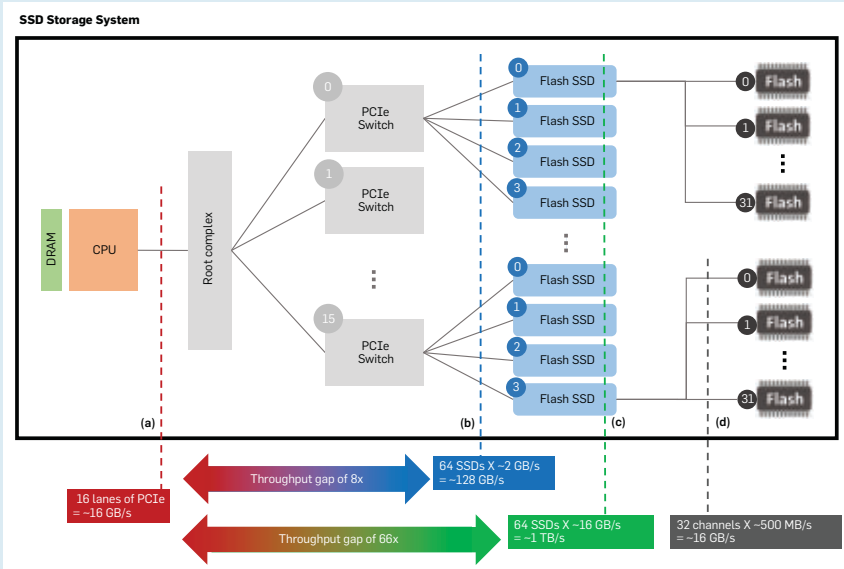 SSD Storage System
DRAM
CPU
Root complex
0
PCIe
Switch
1
PCIe
Switch
15
PCIe
Switch
0
Flash SSD
1
Flash SSD
2
Flash SSD
3
Flash SSD
0
Flash SSD
1
Flash SSD
2
Flash SSD
3
Flash SSD
0
Flash
1
Flash
31
Flash
0
Flash
1
Flash
31
Flash
(a)
(b)
(c)
(d)
Throughput gap of 8x
64 SSDs X ~2 GB/s
= ~128 GB/s
16 lanes of PCIe
= ~16 GB/s
Throughput gap of 66x
64 SSDs X ~16 GB/s
= ~1 TB/s
32 channels X ~500 MB/s
= ~16 GB/s